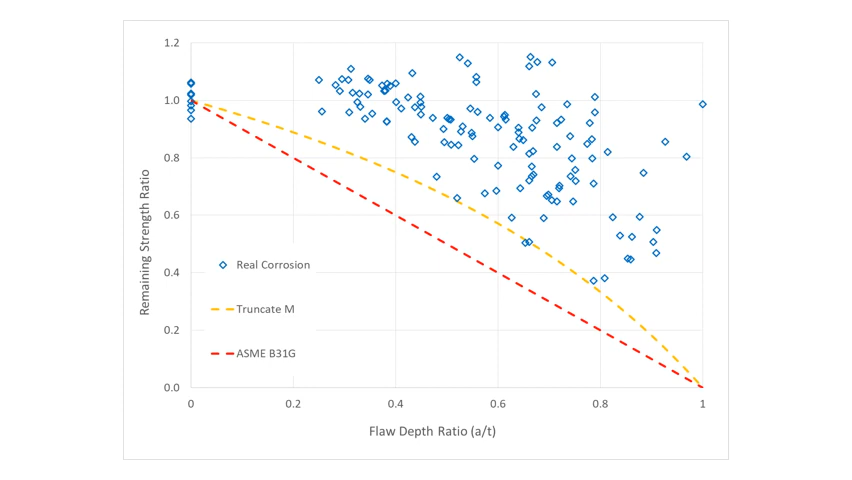 1.2
1.0
0.8
0.6
0.4
0.2
0.0
Remaining Strength Ratio
Real Corrosion
Truncate M
ASME B31G
0 0.2 0.4 0.6 0.8 1
Flaw Depth Ratio (a/t)